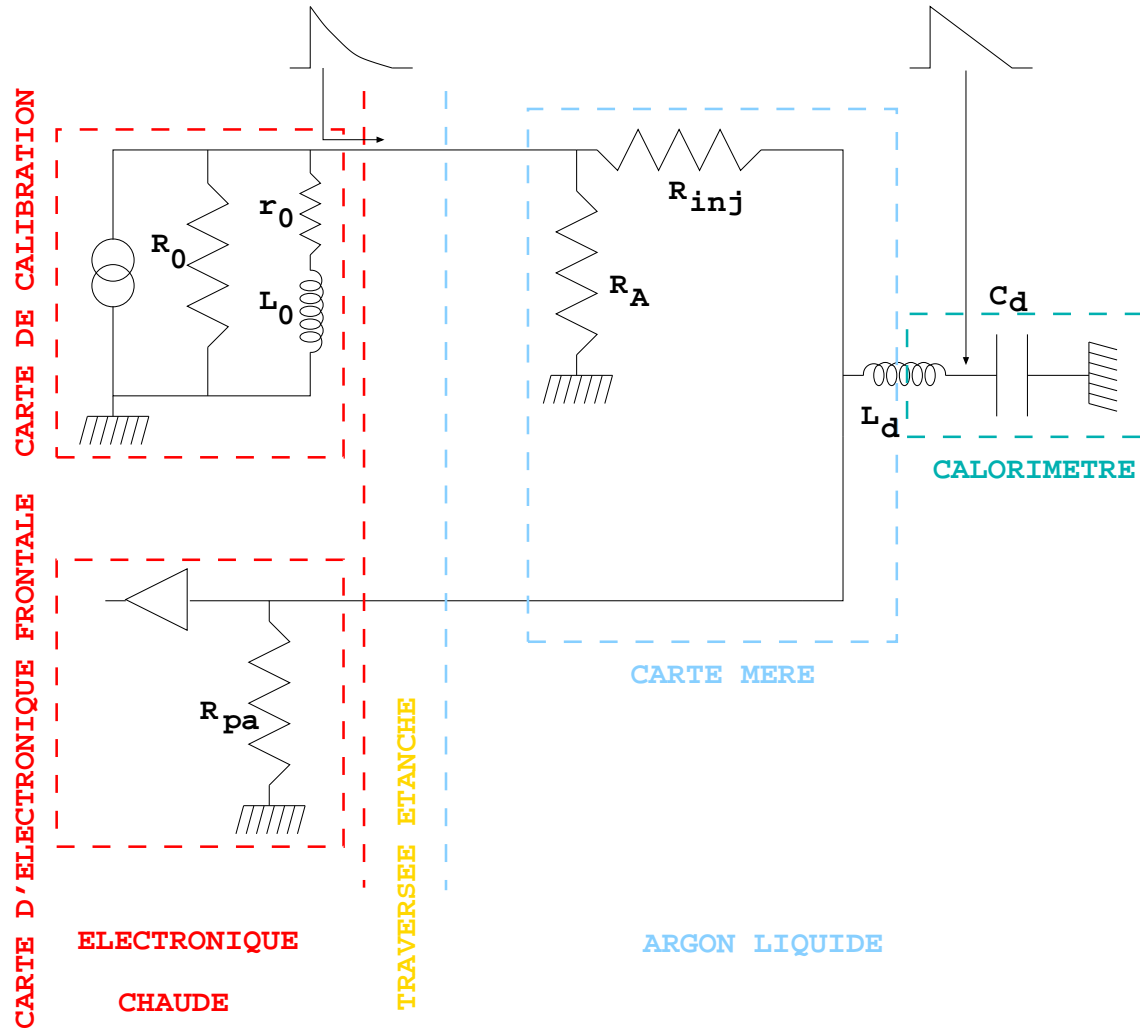 CARTE DE CALIBRATION
R0
r0
L0
Rinj
RA
Cd
Ld
CALORIMETRE
CARTE D'ELECTRONIQUE FRONTALE
Rpa
CARTE MERE
TRAVERSEE ETANCHE
ELECTRONIQUE
CHAUDE
ARGON LIQUIDE